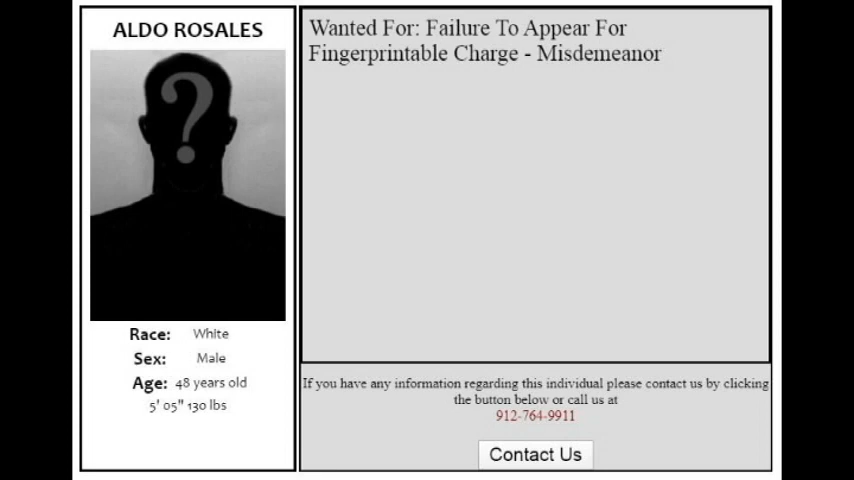 ALDO ROSALES
?
Race: White
Sex: Male
Age: 48 years old
5' 05" 130 lbs
Wanted For: Failure To Appear For
Fingerprintable Charge - Misdemeanor
If you have any information regarding this individual please contact us by clicking
the button below or call us at
912-764-9911
Contact Us